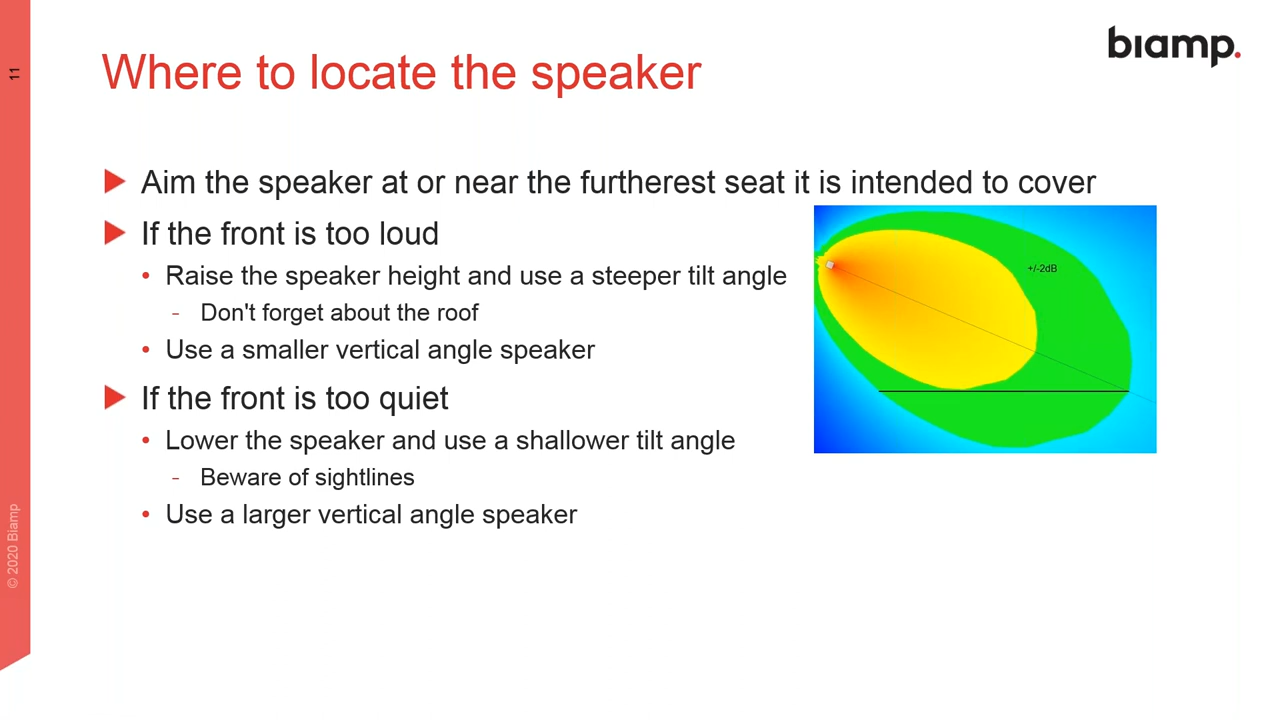 11
biamp.
Where to locate the speaker
Aim the speaker at or near the furtherest seat it is intended to cover
If the front is too loud
• Raise the speaker height and use a steeper tilt angle
- Don't forget about the roof
• Use a smaller vertical angle speaker
If the front is too quiet
• Lower the speaker and use a shallower tilt angle
- Beware of sightlines
• Use a larger vertical angle speaker
+/-2dB
© 2020 Biamp